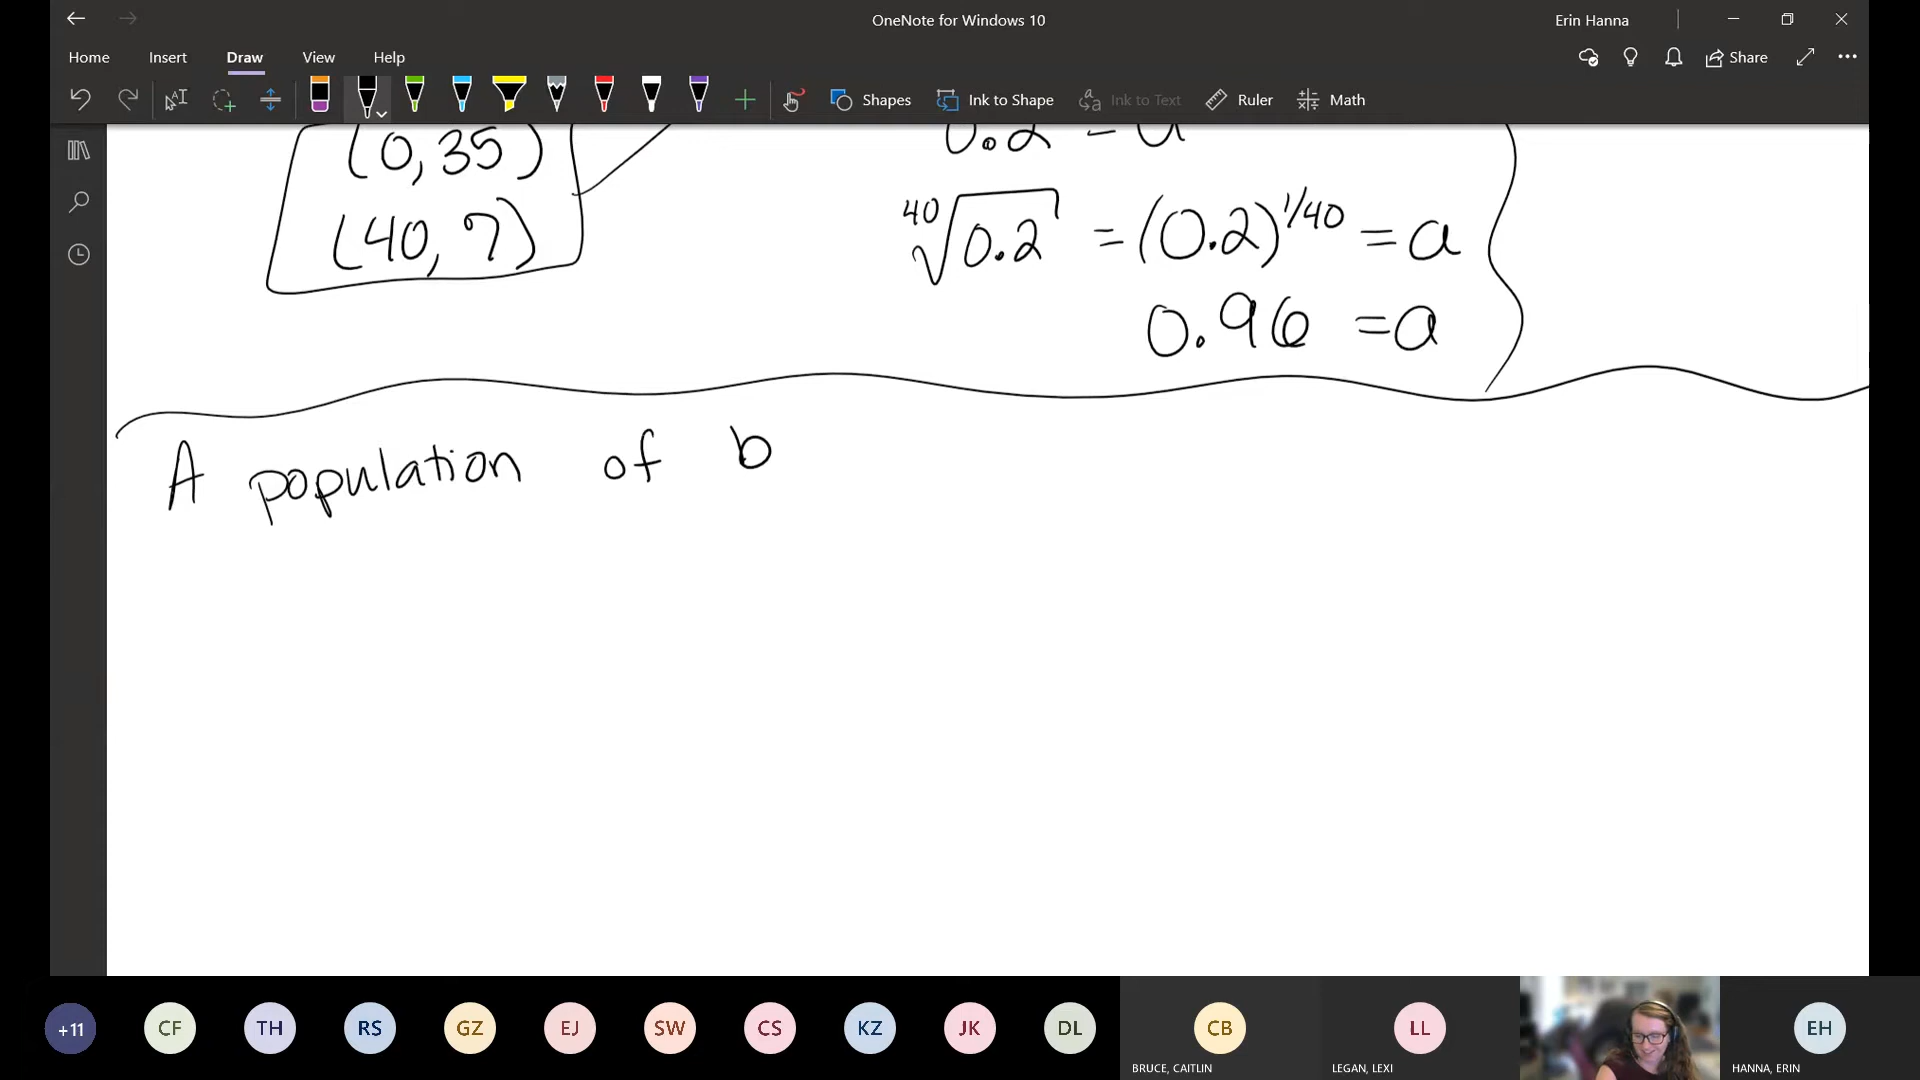 OneNote for Windows 10
Erin Hanna
Home Insert Draw View Help
Share
Shapes Ink to Shape Ink to Text Ruler Math
(0,35)
(40,7)
0.2 = a
⁴⁰√0.2 = (0.2)^1/40 = a
0.96 = a
A population of b
+11 CF TH RS GZ EJ SW CS KZ JK DL CB LL EH
BRUCE, CAITLIN LEGAN, LEXI HANNA, ERIN